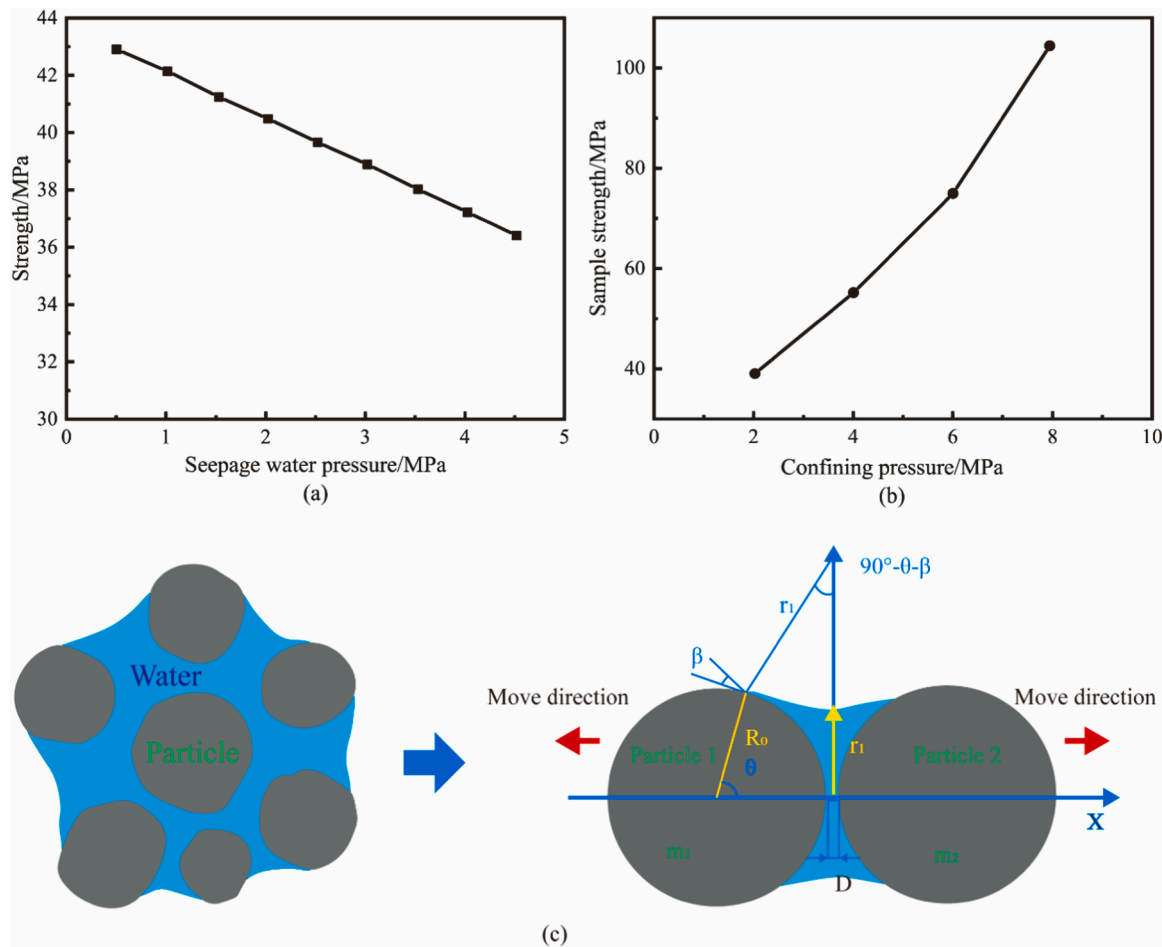 44
42
40
38
36
34
32
30
0
1
2
3
4
5
Strength/MPa
Seepage water pressure/MPa
(a)
100
80
60
40
0
2
4
6
8
10
Sample strength/MPa
Confining pressure/MPa
(b)
Water
Particle
90°-θ-β
r₁
β
Move direction
Move direction
Particle 1
R₀
θ
r₁
Particle 2
X
m₁
m₂
D
(c)